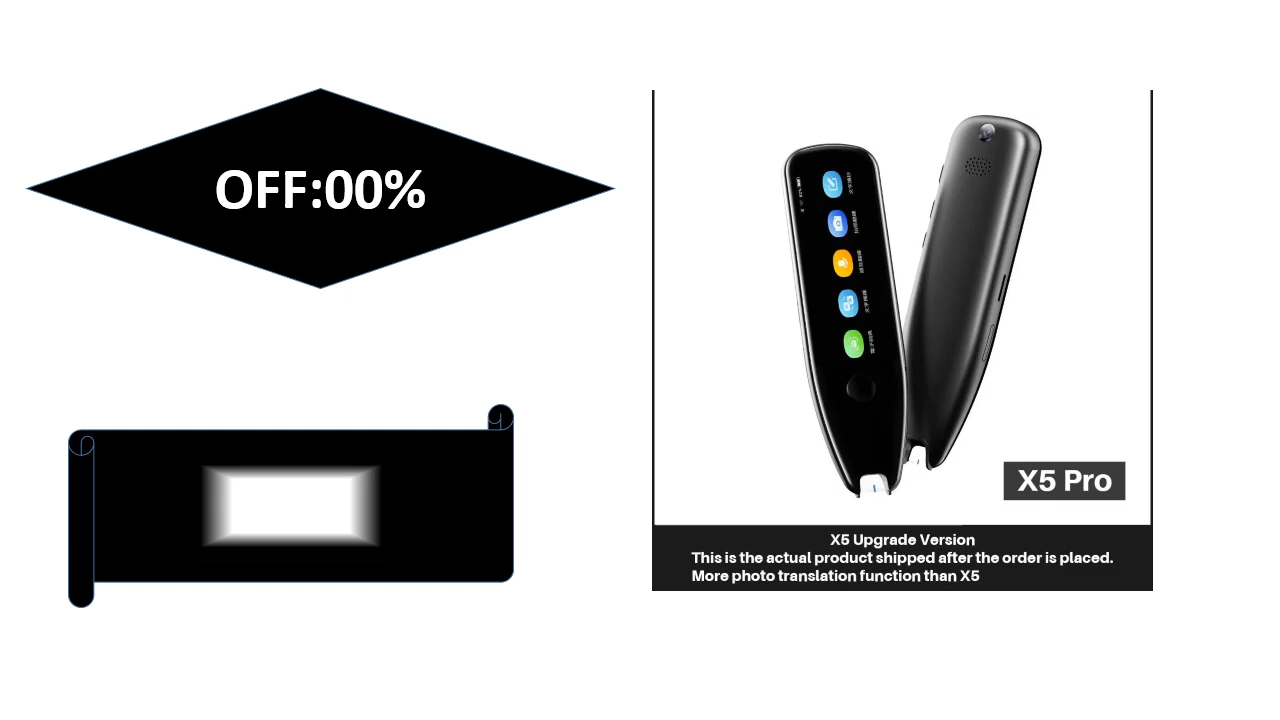 OFF:00%
X5 Pro
X5 Upgrade Version
This is the actual product shipped after the order is placed.
More photo translation function than X5